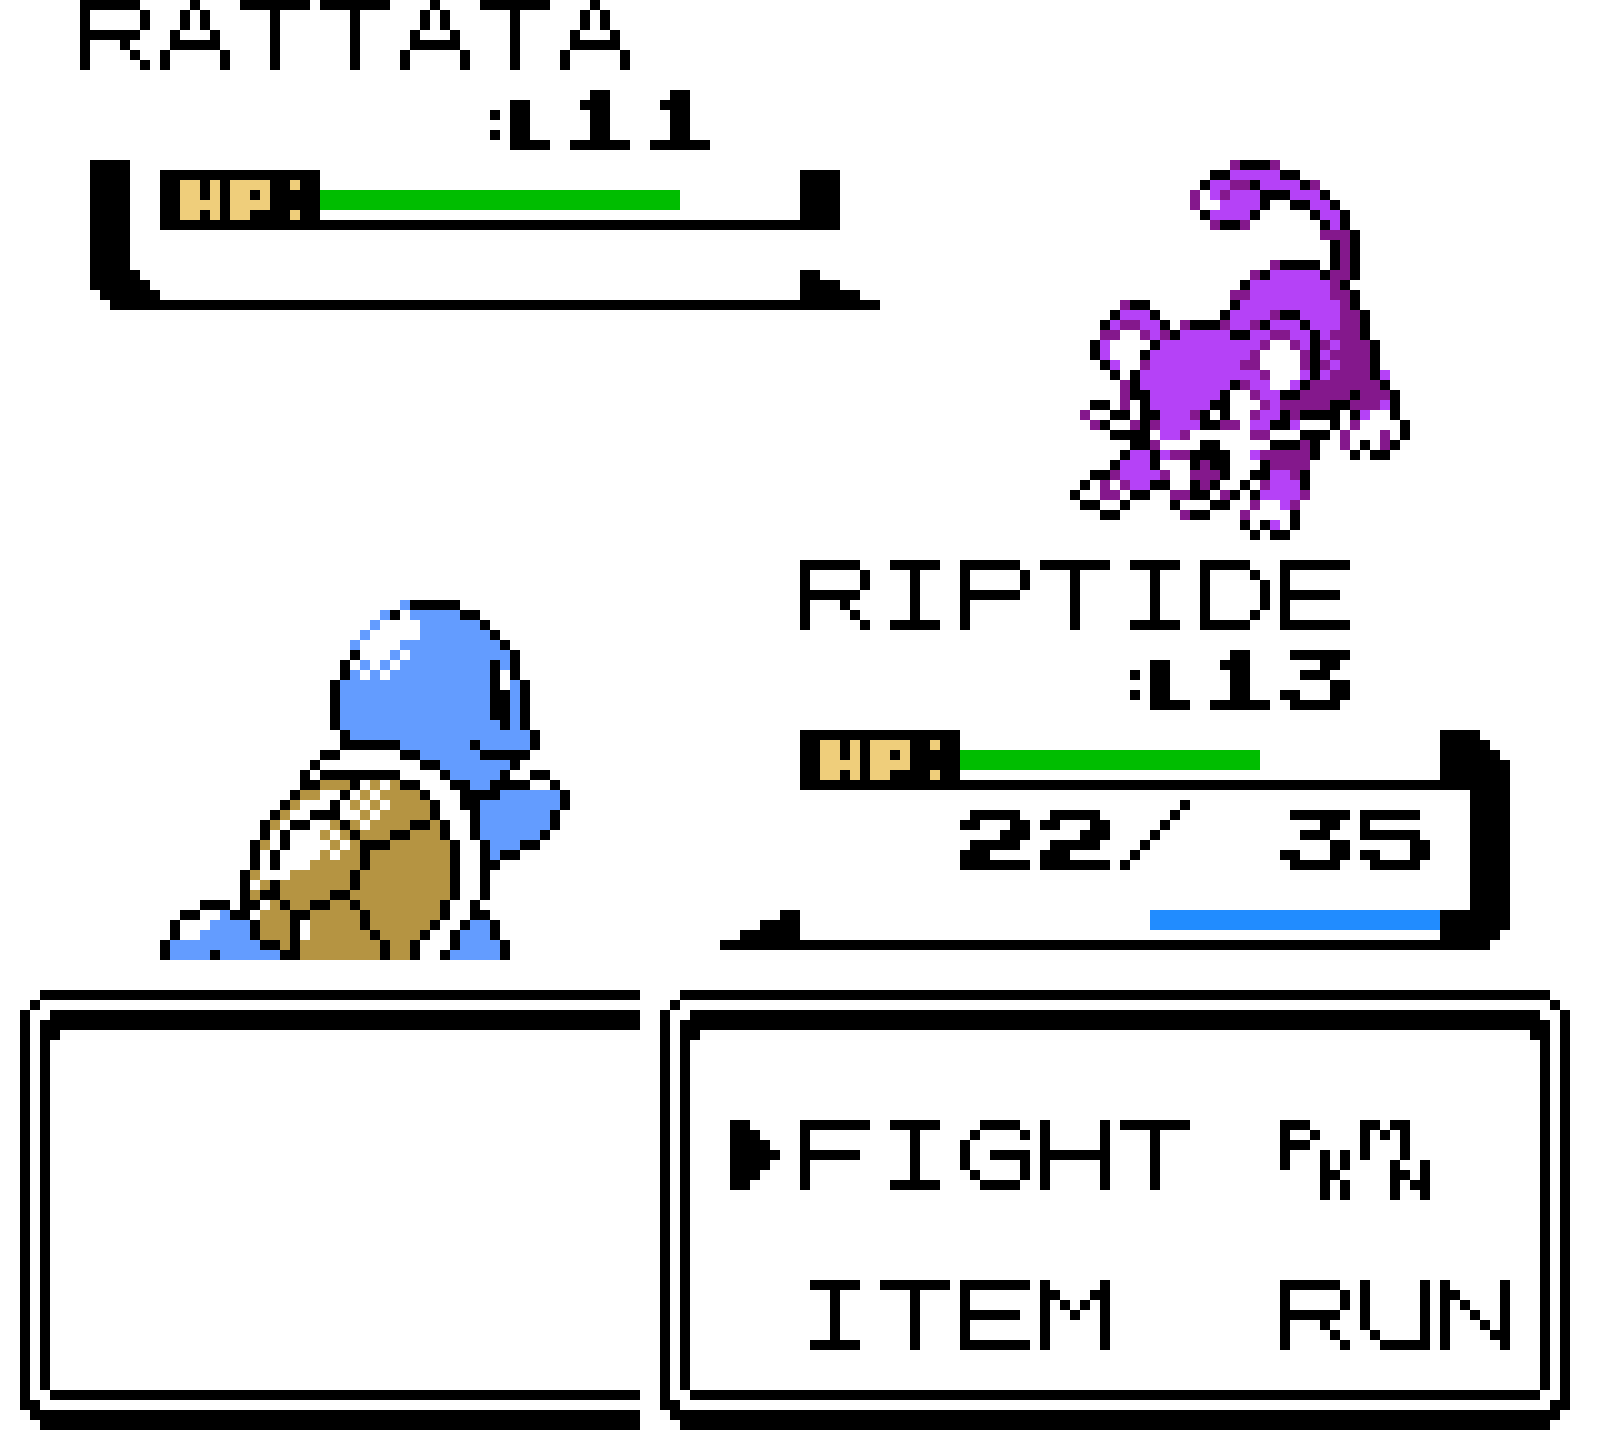 RATTATA
:L11
HP:
RIPTIDE
:L13
HP:
22/ 35
▶FIGHT PKMN
ITEM RUN